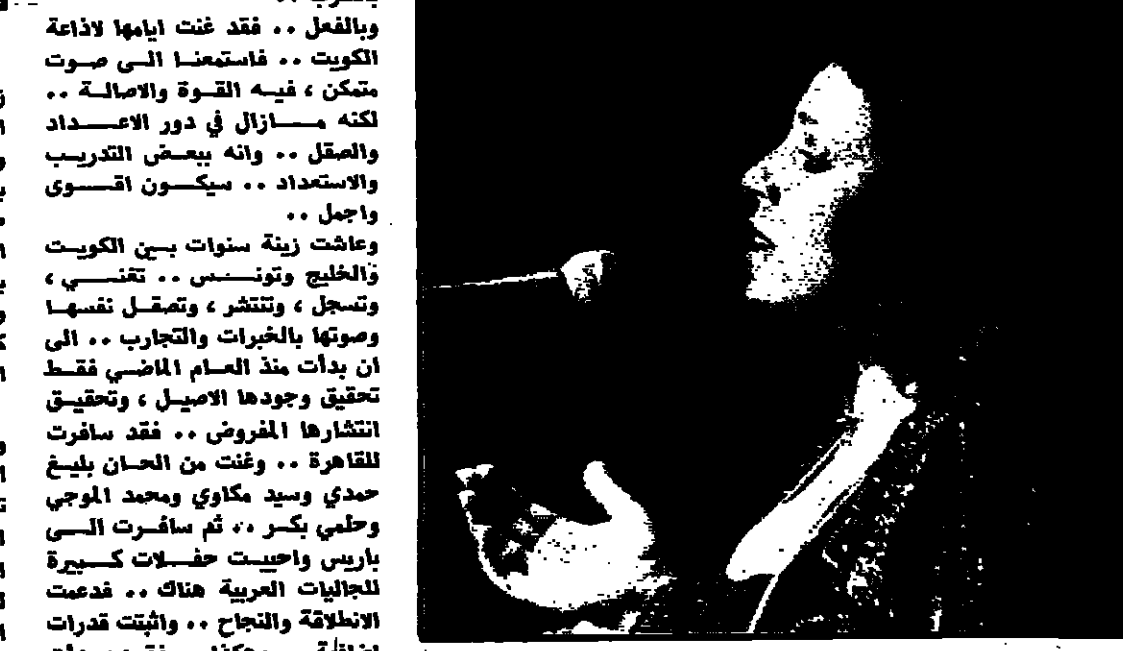 وبالفعل .. فقد غنت ايامها لاذاعة
الكويت .. فاستمعنا الى صوت
متمكن ، فيه القوة والاصالة ..
لكنه مازال في دور الاعداد
والصقل .. وانه ببعض التدريب
والاستعداد .. سيكون اقوى
واجمل ..
وعاشت زينة سنوات بين الكويت
والخليج وتونس .. تغني ،
وتسجل ، وتنتشر ، وتصقل نفسها
وصوتها بالخبرات والتجارب .. الى
ان بدأت منذ العام الماضي فقط
تحقيق وجودها الاصيل ، وتحقيق
انتشارها المفروض .. فقد سافرت
للقاهرة .. وغنت من الحان بليغ
حمدي وسيد مكاوي ومحمد الموجي
وحلمي بكر .. ثم سافرت الى
باريس واحييت حفلات كبيرة
للجاليات العربية هناك .. فدعمت
الانطلاقة والنجاح .. واثبتت قدرات